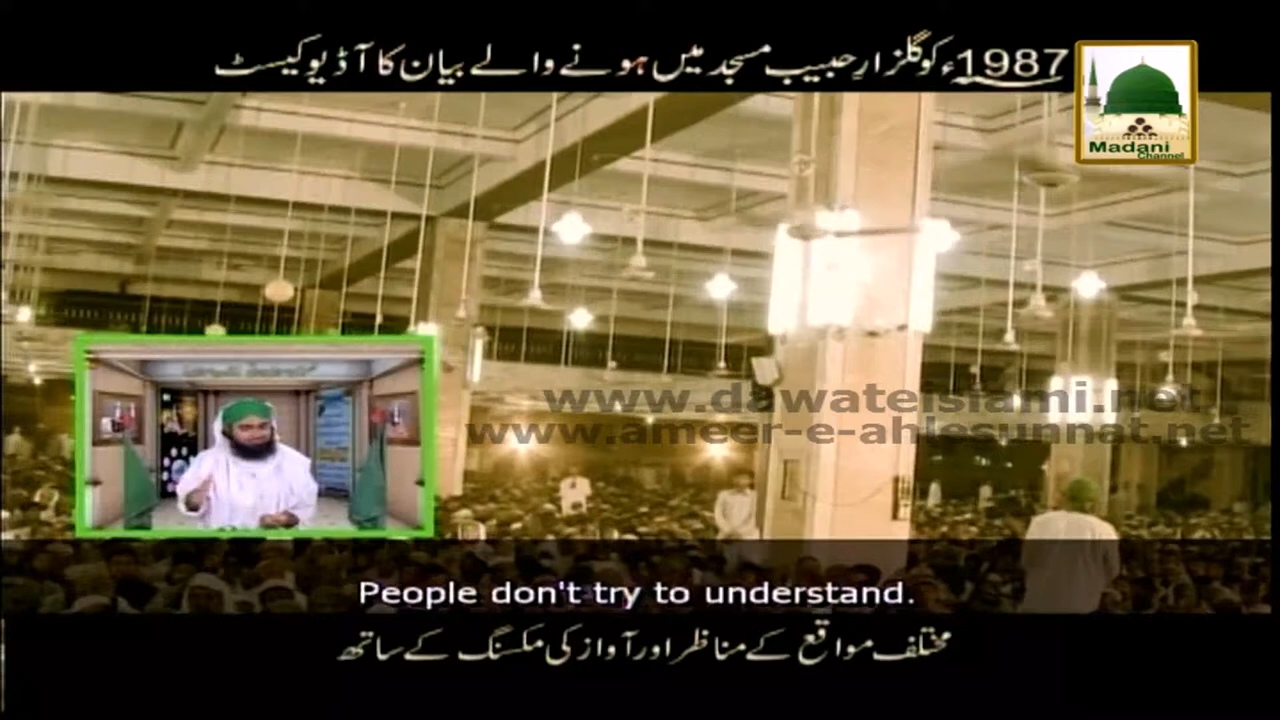 1987ء کو گلزارِ حبیب مسجد میں ہونے والے بیان کا آڈیو کیسٹ
Madani
Channel
www.dawateislami.net
www.ameer-e-ahlesunnat.net
People don't try to understand.
مختلف مواقع کے مناظر اور آواز کی مکسنگ کے ساتھ